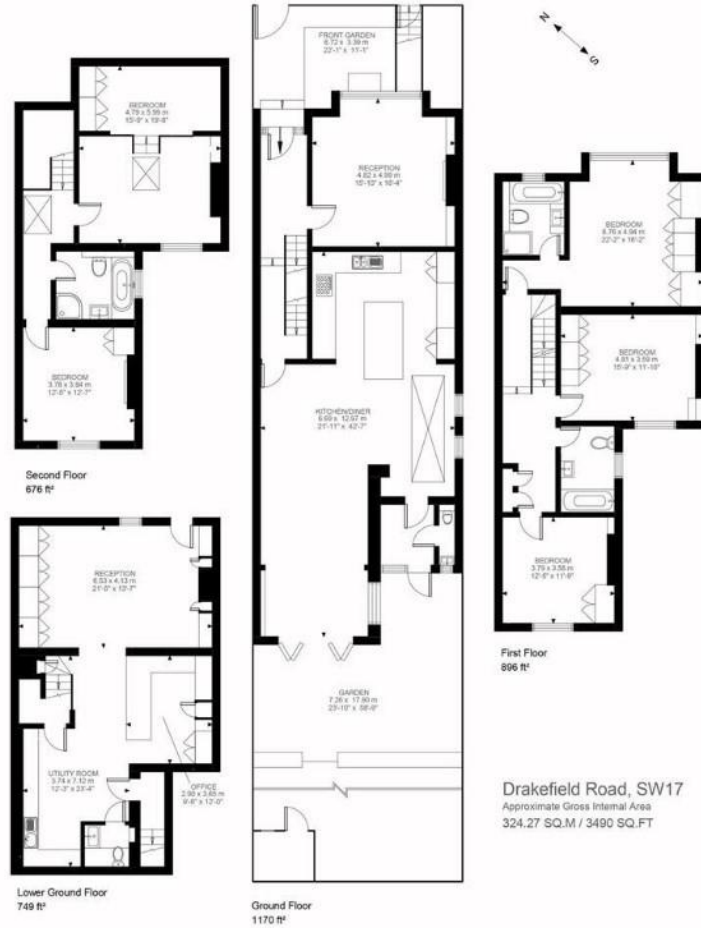 N
S
FRONT GARDEN
6.72 x 3.39 m
22'-1" x 11'-1"
BEDROOM
4.79 x 5.99 m
15'-9" x 19'-8"
RECEPTION
4.82 x 4.99 m
15'-10" x 16'-4"
BEDROOM
6.76 x 4.94 m
22'-2" x 16'-2"
BEDROOM
4.81 x 3.59 m
15'-9" x 11'-10"
BEDROOM
3.78 x 3.84 m
12'-5" x 12'-7"
KITCHEN/DINER
6.69 x 12.97 m
21'-11" x 42'-7"
Second Floor
676 ft²
RECEPTION
6.53 x 4.13 m
21'-5" x 13'-7"
BEDROOM
3.79 x 3.58 m
12'-5" x 11'-9"
First Floor
896 ft²
GARDEN
7.26 x 17.90 m
23'-10" x 58'-9"
UTILITY ROOM
3.74 x 7.12 m
12'-3" x 23'-4"
OFFICE
2.90 x 3.65 m
9'-6" x 12'-0"
Drakefield Road, SW17
Approximate Gross Internal Area
324.27 SQ.M / 3490 SQ.FT
Lower Ground Floor
749 ft²
Ground Floor
1170 ft²